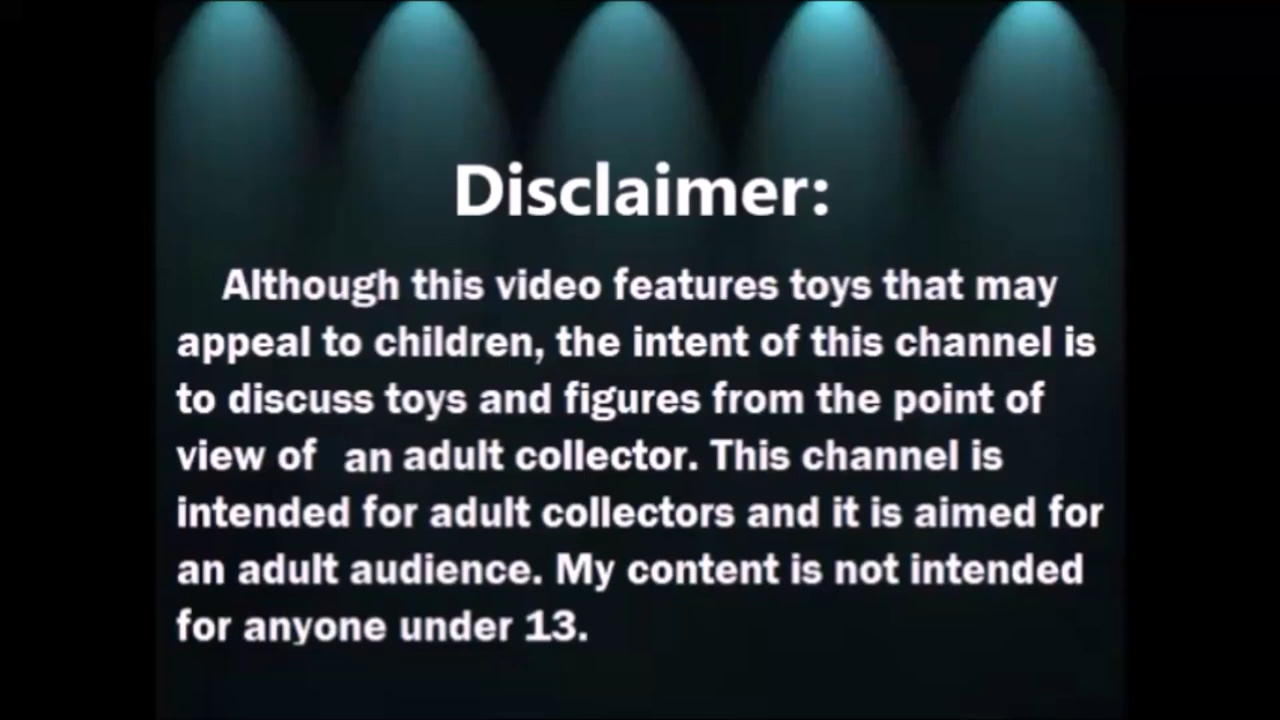 Disclaimer:
Although this video features toys that may
appeal to children, the intent of this channel is
to discuss toys and figures from the point of
view of an adult collector. This channel is
intended for adult collectors and it is aimed for
an adult audience. My content is not intended
for anyone under 13.